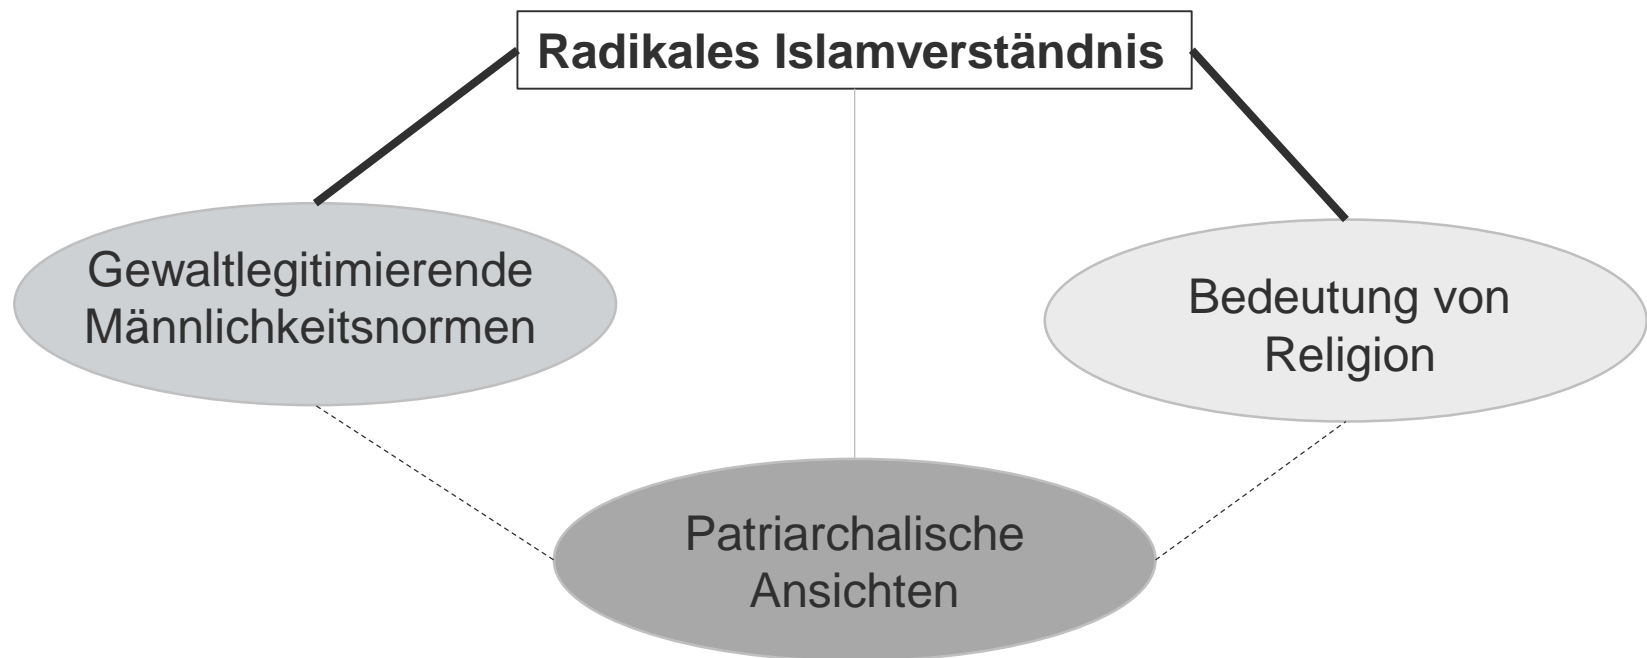 Radikales Islamverständnis
Gewaltlegitimierende
Männlichkeitsnormen
Bedeutung von
Religion
Patriarchalische
Ansichten